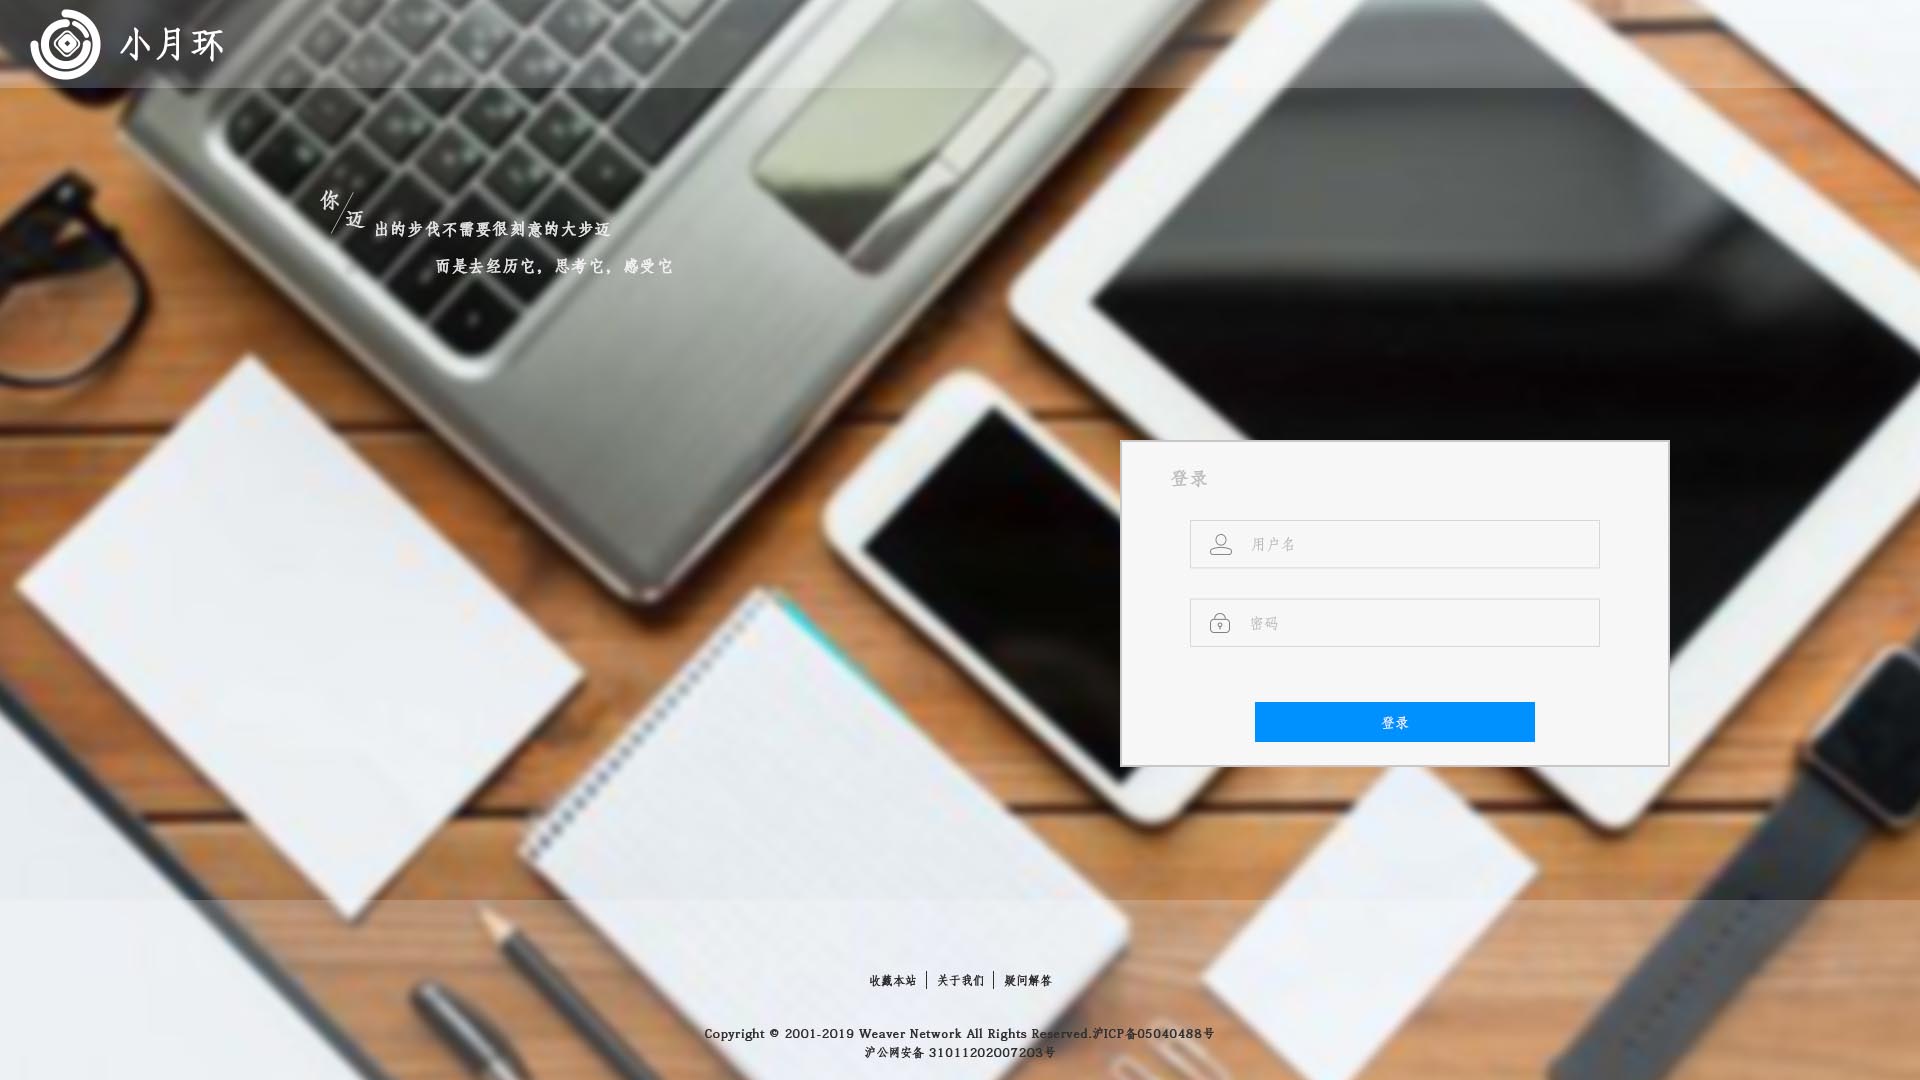 小月环
你
迈
出的步伐不需要很刻意的大步迈
而是去经历它，思考它，感受它
登录
用户名
密码
登录
收藏本站 关于我们 疑问解答
Copyright © 2001-2019 Weaver Network All Rights Reserved.沪ICP备05040488号
沪公网安备 31011202007203号